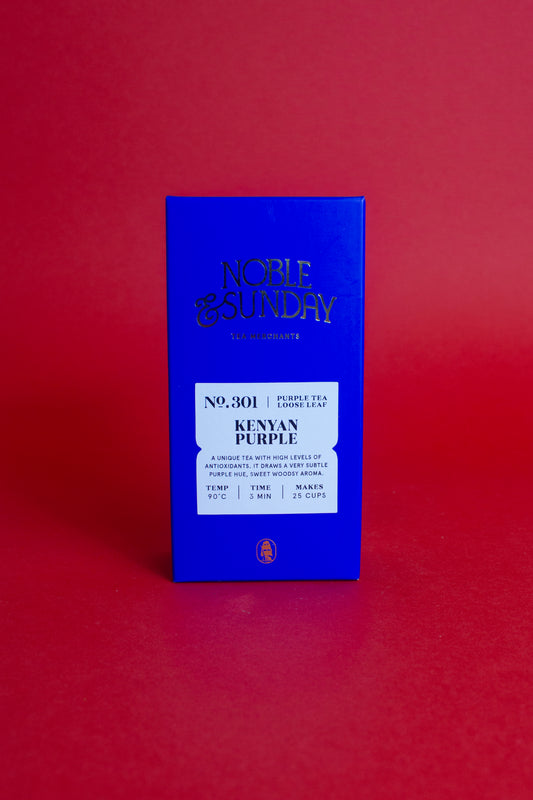 NOBLE
& SUNDAY
TEA MERCHANTS
No. 301 | PURPLE TEA
LOOSE LEAF
KENYAN
PURPLE
A UNIQUE TEA WITH HIGH LEVELS OF
ANTIOXIDANTS. IT DRAWS A VERY SUBTLE
PURPLE HUE, SWEET WOODSY AROMA.
TEMP | TIME | MAKES
90°C | 3 MIN | 25 CUPS